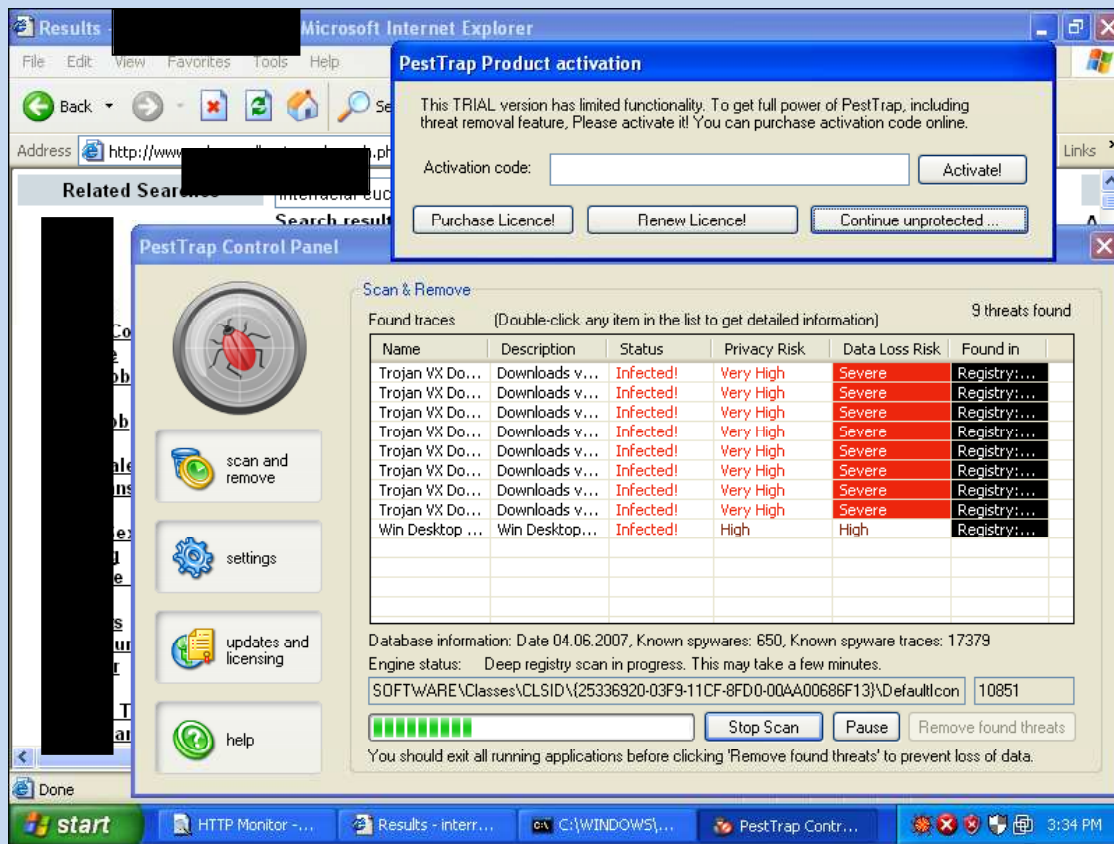 Results - Microsoft Internet Explorer
File Edit View Favorites Tools Help
Back
Address http://www
Links
Related
Search result
PestTrap Product activation
This TRIAL version has limited functionality. To get full power of PestTrap, including
threat removal feature, Please activate it! You can purchase activation code online.
Activation code:
Activate!
Purchase Licence! Renew Licence! Continue unprotected ...
PestTrap Control Panel
scan and
remove
settings
updates and
licensing
help
Scan & Remove
Found traces (Double-click any item in the list to get detailed information) 9 threats found
Name Description Status Privacy Risk Data Loss Risk Found in
Trojan VX Do... Downloads v... Infected! Very High Severe Registry:...
Trojan VX Do... Downloads v... Infected! Very High Severe Registry:...
Trojan VX Do... Downloads v... Infected! Very High Severe Registry:...
Trojan VX Do... Downloads v... Infected! Very High Severe Registry:...
Trojan VX Do... Downloads v... Infected! Very High Severe Registry:...
Trojan VX Do... Downloads v... Infected! Very High Severe Registry:...
Trojan VX Do... Downloads v... Infected! Very High Severe Registry:...
Trojan VX Do... Downloads v... Infected! Very High Severe Registry:...
Win Desktop ... Win Desktop... Infected! High High Registry:...
Database information: Date 04.06.2007, Known spywares: 650, Known spyware traces: 17379
Engine status: Deep registry scan in progress. This may take a few minutes.
SOFTWARE\Classes\CLSID\{25336920-03F9-11CF-8FD0-00AA00686F13}\DefaultIcon 10851
Stop Scan Pause Remove found threats
You should exit all running applications before clicking 'Remove found threats' to prevent loss of data.
Done
start HTTP Monitor -... Results - interr... C:\WINDOWS\... PestTrap Contr... 3:34 PM